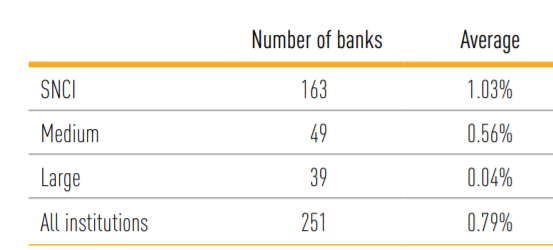 Number of banks Average
SNCI 163 1.03%
Medium 49 0.56%
Large 39 0.04%
All institutions 251 0.79%